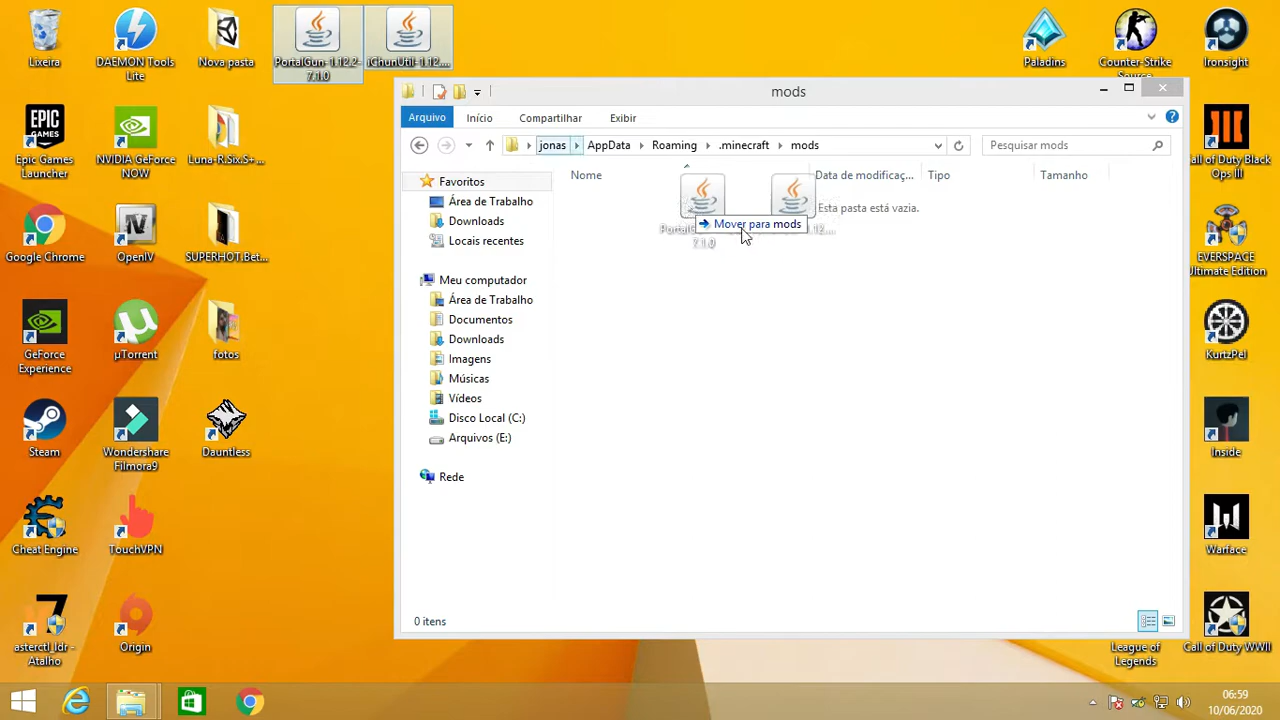 Lixeira
DAEMON Tools
Lite
Nova pasta
PortalGun-1.12.2-
7.1.0
iChunUtil-1.12....
Paladins
Counter-Strike
Source
Ironsight
Epic Games
Launcher
NVIDIA GeForce
NOW
Luna-R.Six.S+...
Google Chrome
OpenIV
SUPERHOT.Bet...
GeForce
Experience
µTorrent
fotos
Steam
Wondershare
Filmora9
Dauntless
Cheat Engine
TouchVPN
asterctl_ldr -
Atalho
Origin
mods
Arquivo
Início
Compartilhar
Exibir
jonas
AppData
Roaming
.minecraft
mods
Pesquisar mods
Nome
Data de modificaç...
Tipo
Tamanho
Esta pasta está vazia.
Mover para mods
7.1.0
Favoritos
Área de Trabalho
Downloads
Locais recentes
Meu computador
Área de Trabalho
Documentos
Downloads
Imagens
Músicas
Vídeos
Disco Local (C:)
Arquivos (E:)
Rede
0 itens
Call of Duty Black
Ops III
EVERSPACE
Ultimate Edition
KurtzPel
Inside
Warface
League of
Legends
Call of Duty WWII
06:59
10/06/2020